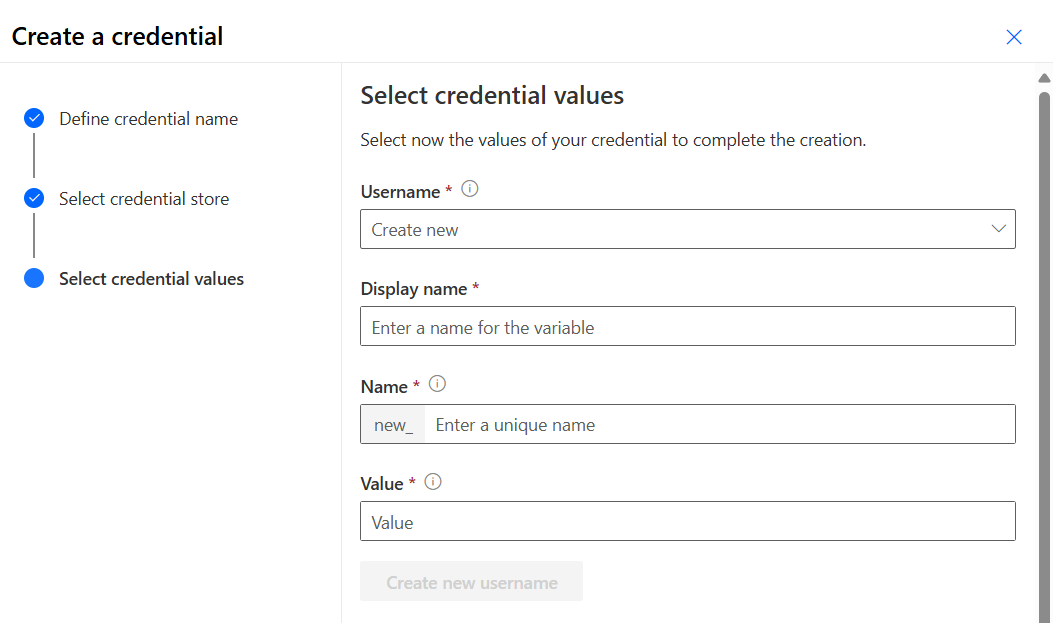 Create a credential
Define credential name
Select credential store
Select credential values
Select credential values
Select now the values of your credential to complete the creation.
Username *
Create new
Display name *
Enter a name for the variable
Name *
new_ Enter a unique name
Value *
Value
Create new username